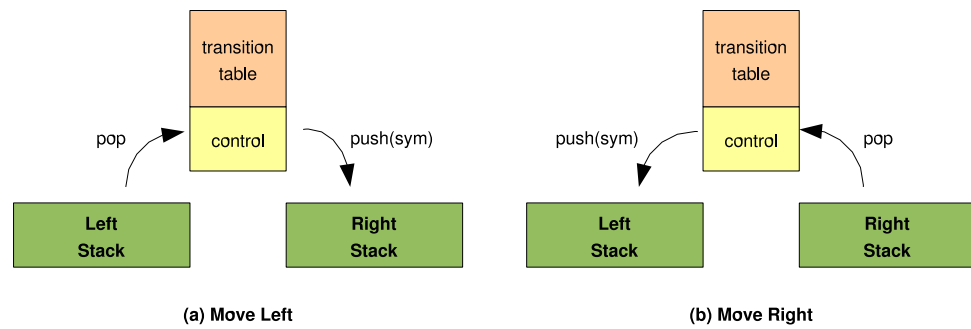 transition
table
pop
control
push(sym)
Left
Stack
Right
Stack
(a) Move Left
transition
table
push(sym)
control
pop
Left
Stack
Right
Stack
(b) Move Right